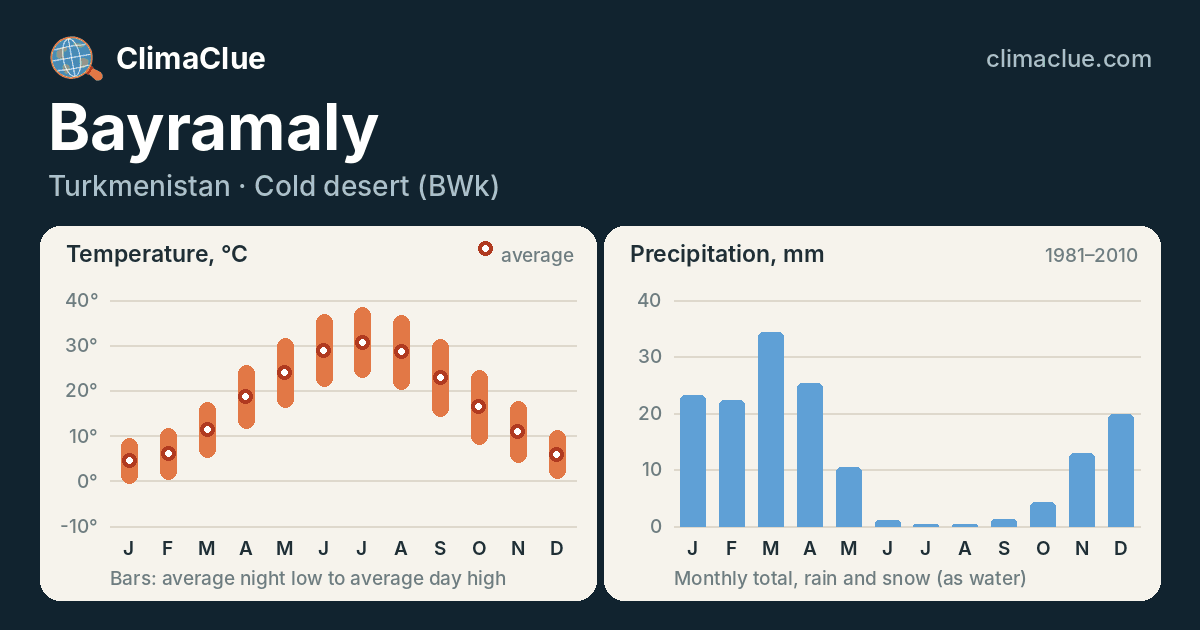 ClimaClue
climaclue.com
Bayramaly
Turkmenistan · Cold desert (BWk)
Temperature, °C
average
40°
30°
20°
10°
0°
-10°
J F M A M J J A S O N D
Bars: average night low to average day high
Precipitation, mm
1981–2010
40
30
20
10
0
J F M A M J J A S O N D
Monthly total, rain and snow (as water)